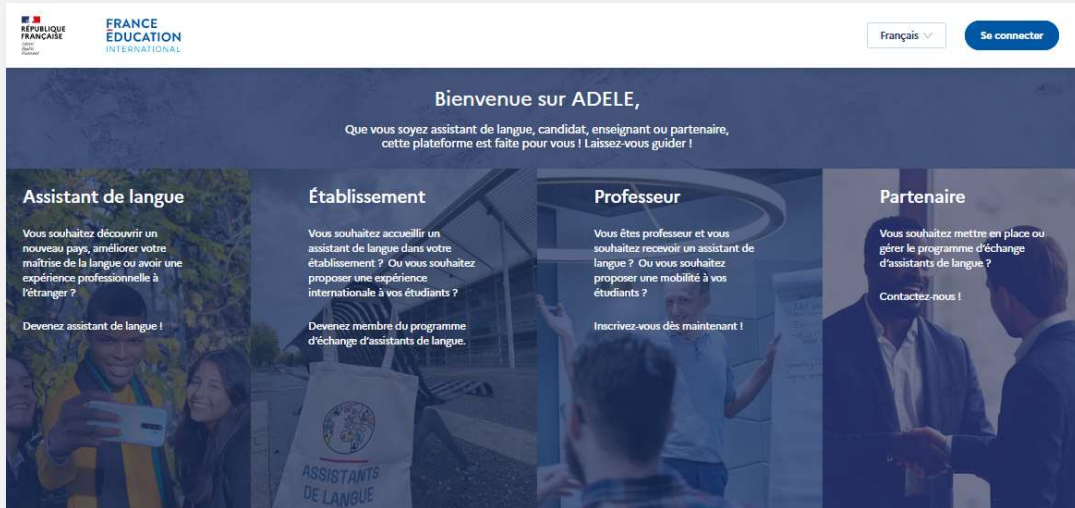 RÉPUBLIQUE
FRANÇAISE
Liberté
Égalité
Fraternité
FRANCE
ÉDUCATION
INTERNATIONAL
Français
Se connecter
Bienvenue sur ADELE,
Que vous soyez assistant de langue, candidat, enseignant ou partenaire,
cette plateforme est faite pour vous ! Laissez-vous guider !
Assistant de langue
Vous souhaitez découvrir un
nouveau pays, améliorer votre
maîtrise de la langue ou avoir une
expérience professionnelle à
l'étranger ?
Devenez assistant de langue !
Établissement
Vous souhaitez accueillir un
assistant de langue dans votre
établissement ? Ou vous souhaitez
proposer une expérience
internationale à vos étudiants ?
Devenez membre du programme
d'échange d'assistants de langue.
ASSISTANTS
DE LANGUE
Professeur
Vous êtes professeur et vous
souhaitez recevoir un assistant de
langue ? Ou vous souhaitez
proposer une mobilité à vos
étudiants ?
Inscrivez-vous dès maintenant !
Partenaire
Vous souhaitez mettre en place ou
gérer le programme d'échange
d'assistants de langue ?
Contactez-nous !